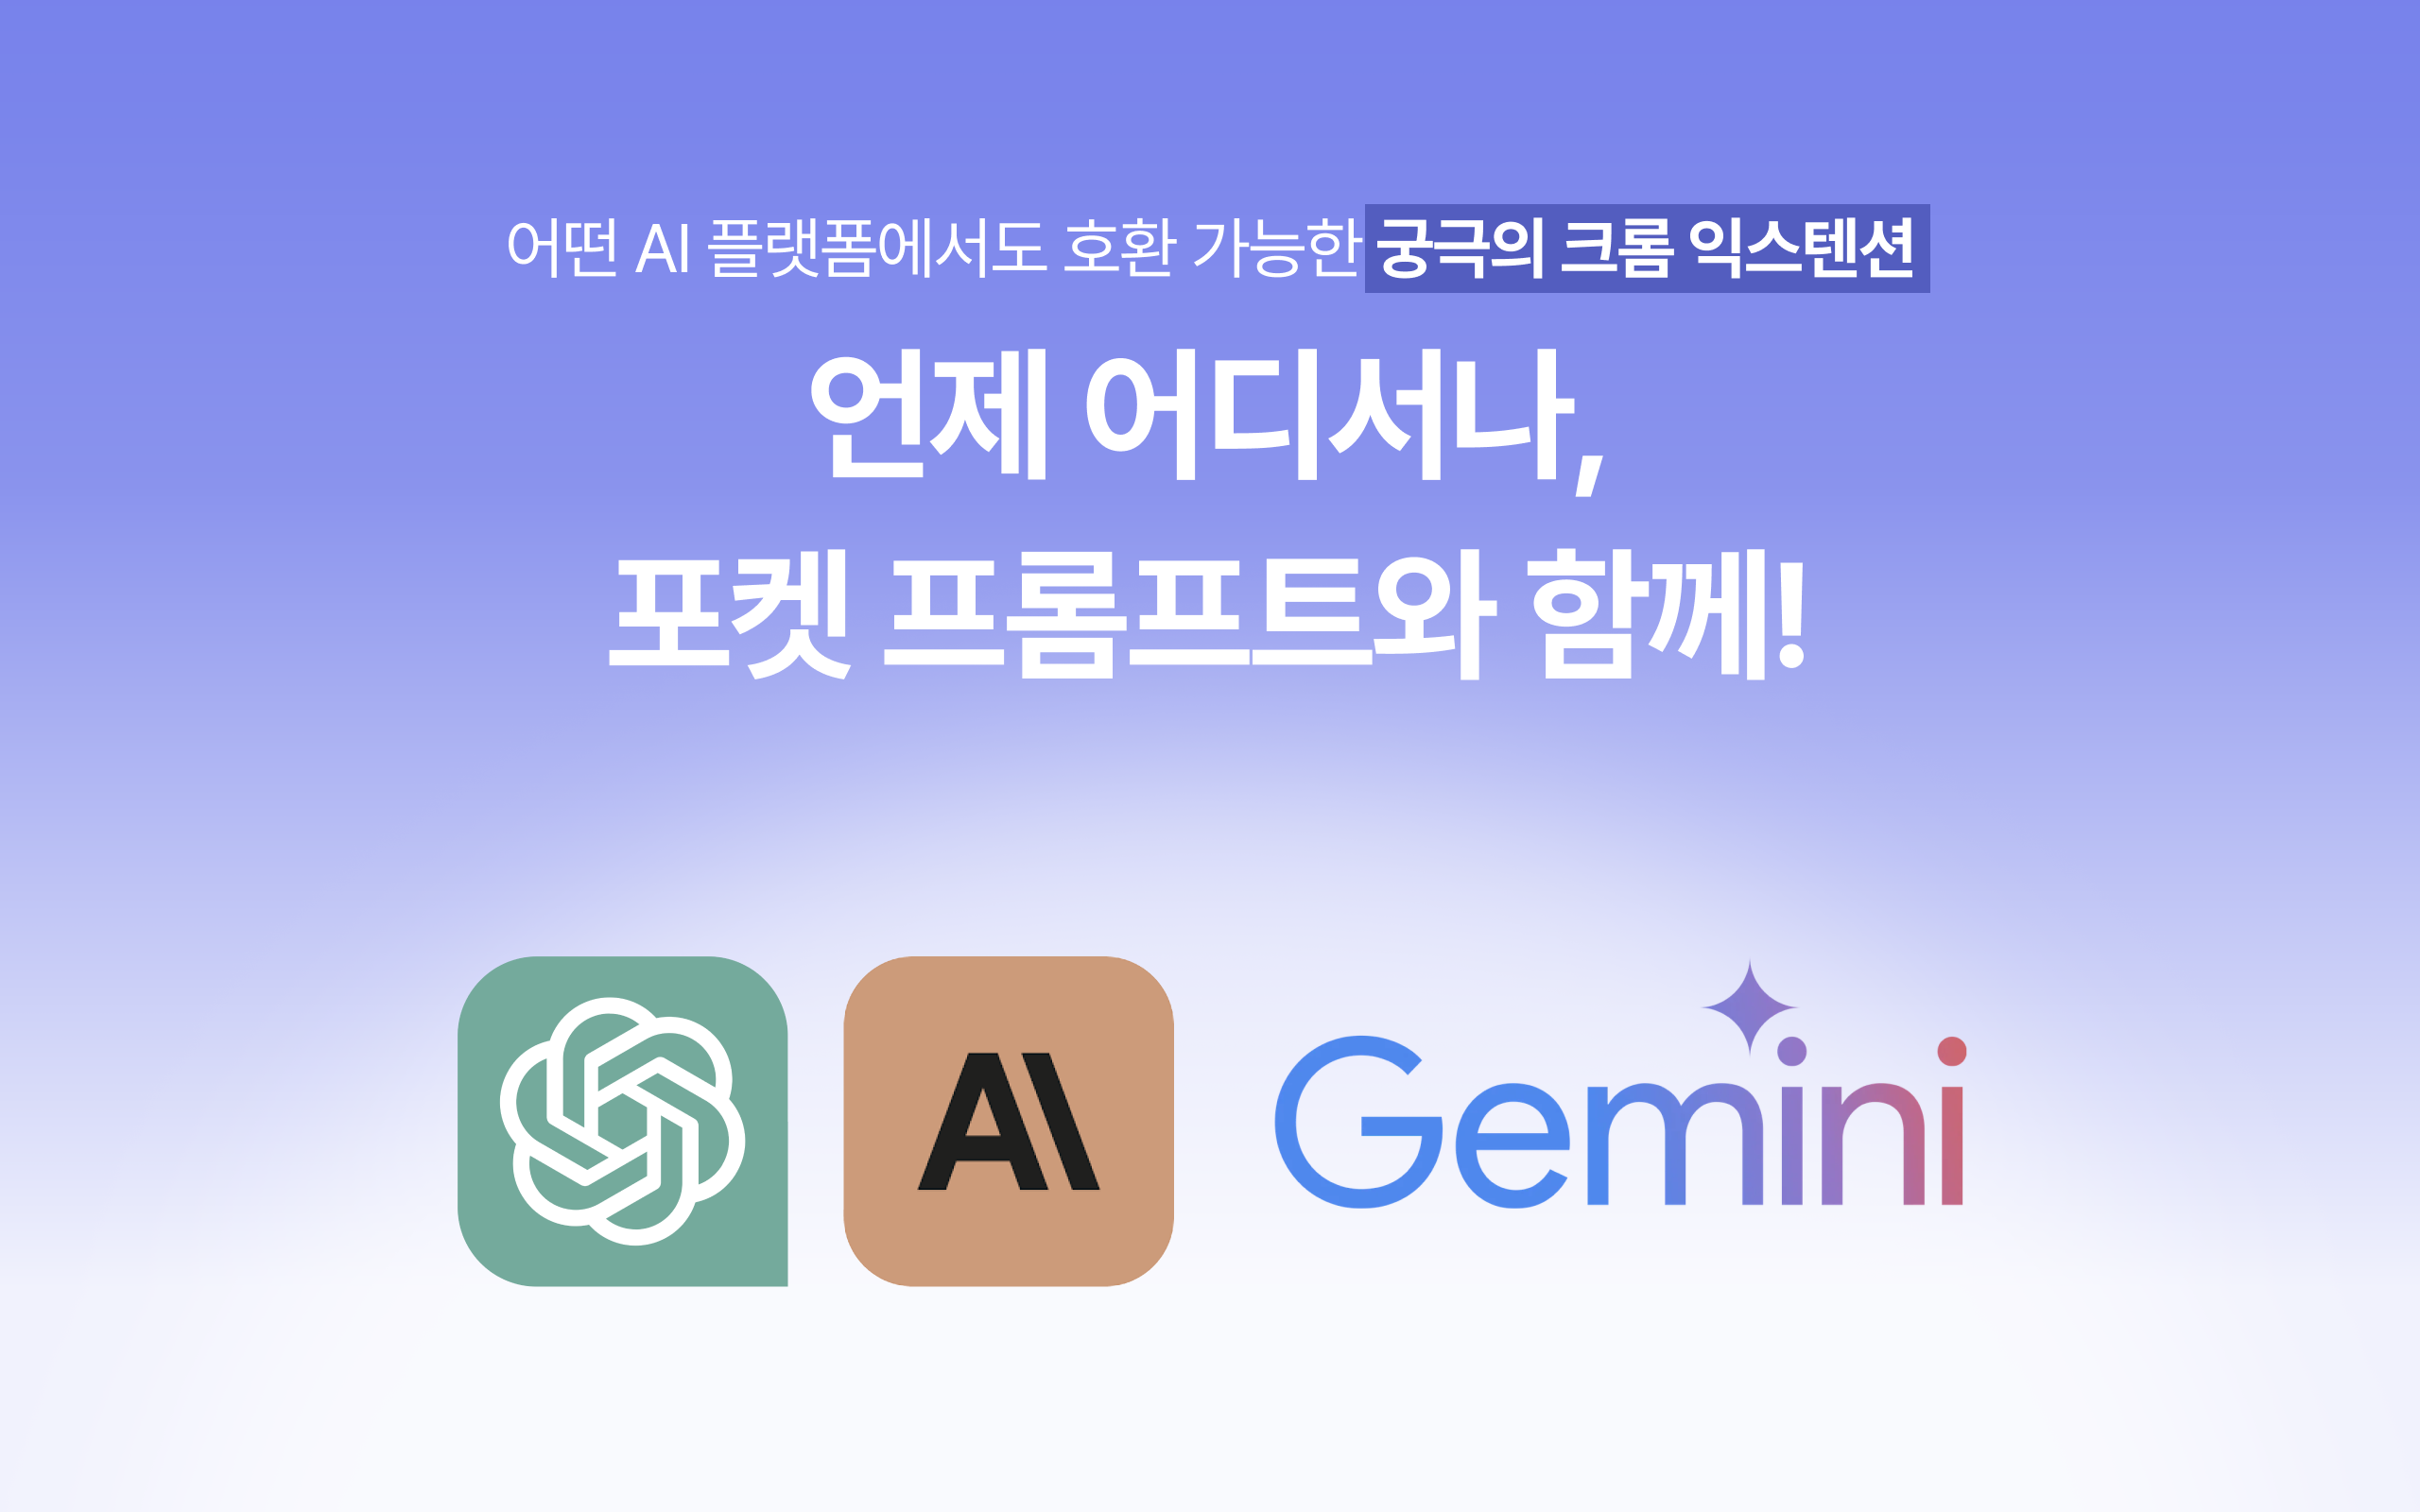 어떤 AI 플랫폼에서도 호환 가능한 궁극의 크롬 익스텐션
언제 어디서나,
포켓 프롬프트와 함께!
A\
Gemini